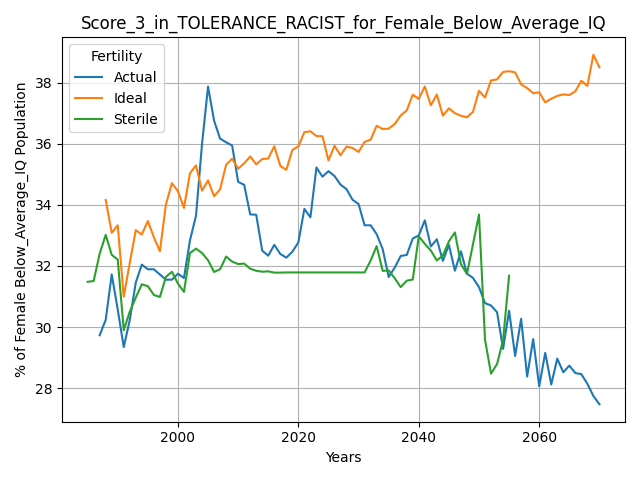 Score_3_in_TOLERANCE_RACIST_for_Female_Below_Average_IQ
Fertility
Actual
Ideal
Sterile
% of Female Below_Average_IQ Population
38
36
34
32
30
28
2000 2020 2040 2060
Years